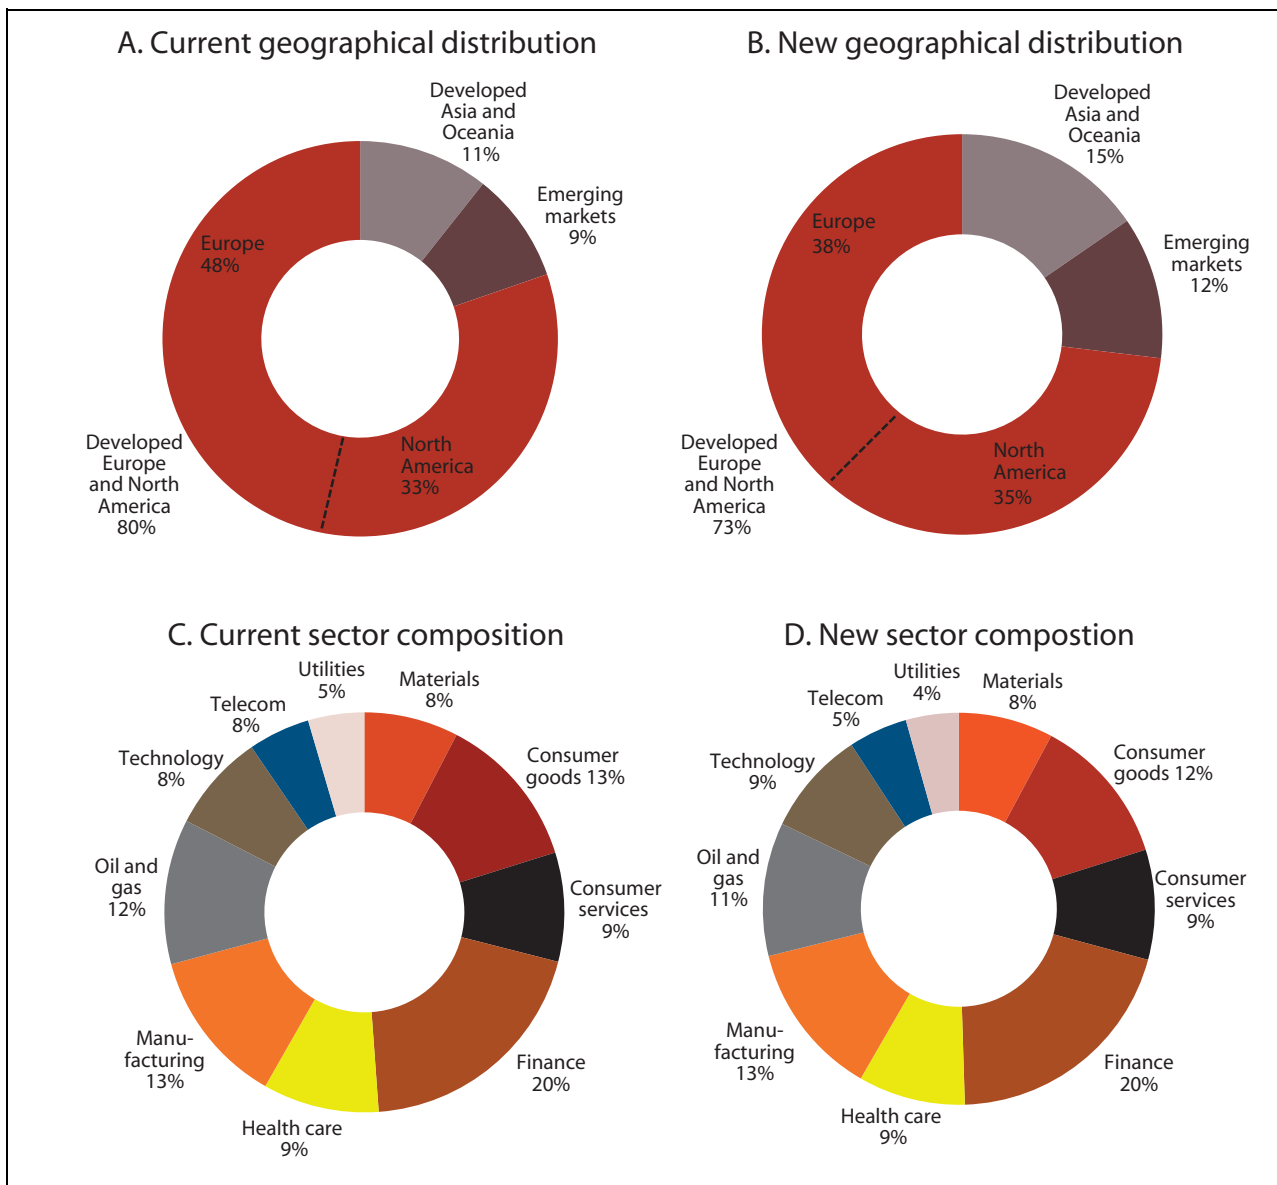 A. Current geographical distribution
Developed
Asia and
Oceania
11%
Emerging
markets
9%
Europe
48%
North
America
33%
Developed
Europe
and North
America
80%
B. New geographical distribution
Developed
Asia and
Oceania
15%
Emerging
markets
12%
Europe
38%
North
America
35%
Developed
Europe
and North
America
73%
C. Current sector composition
Utilities
5%
Materials
8%
Telecom
8%
Consumer
goods 13%
Technology
8%
Oil and
gas
12%
Consumer
services
9%
Manu-
facturing
13%
Finance
20%
Health care
9%
D. New sector compostion
Utilities
4%
Materials
8%
Telecom
5%
Consumer
goods 12%
Technology
9%
Oil and
gas
11%
Consumer
services
9%
Manu-
facturing
13%
Finance
20%
Health care
9%